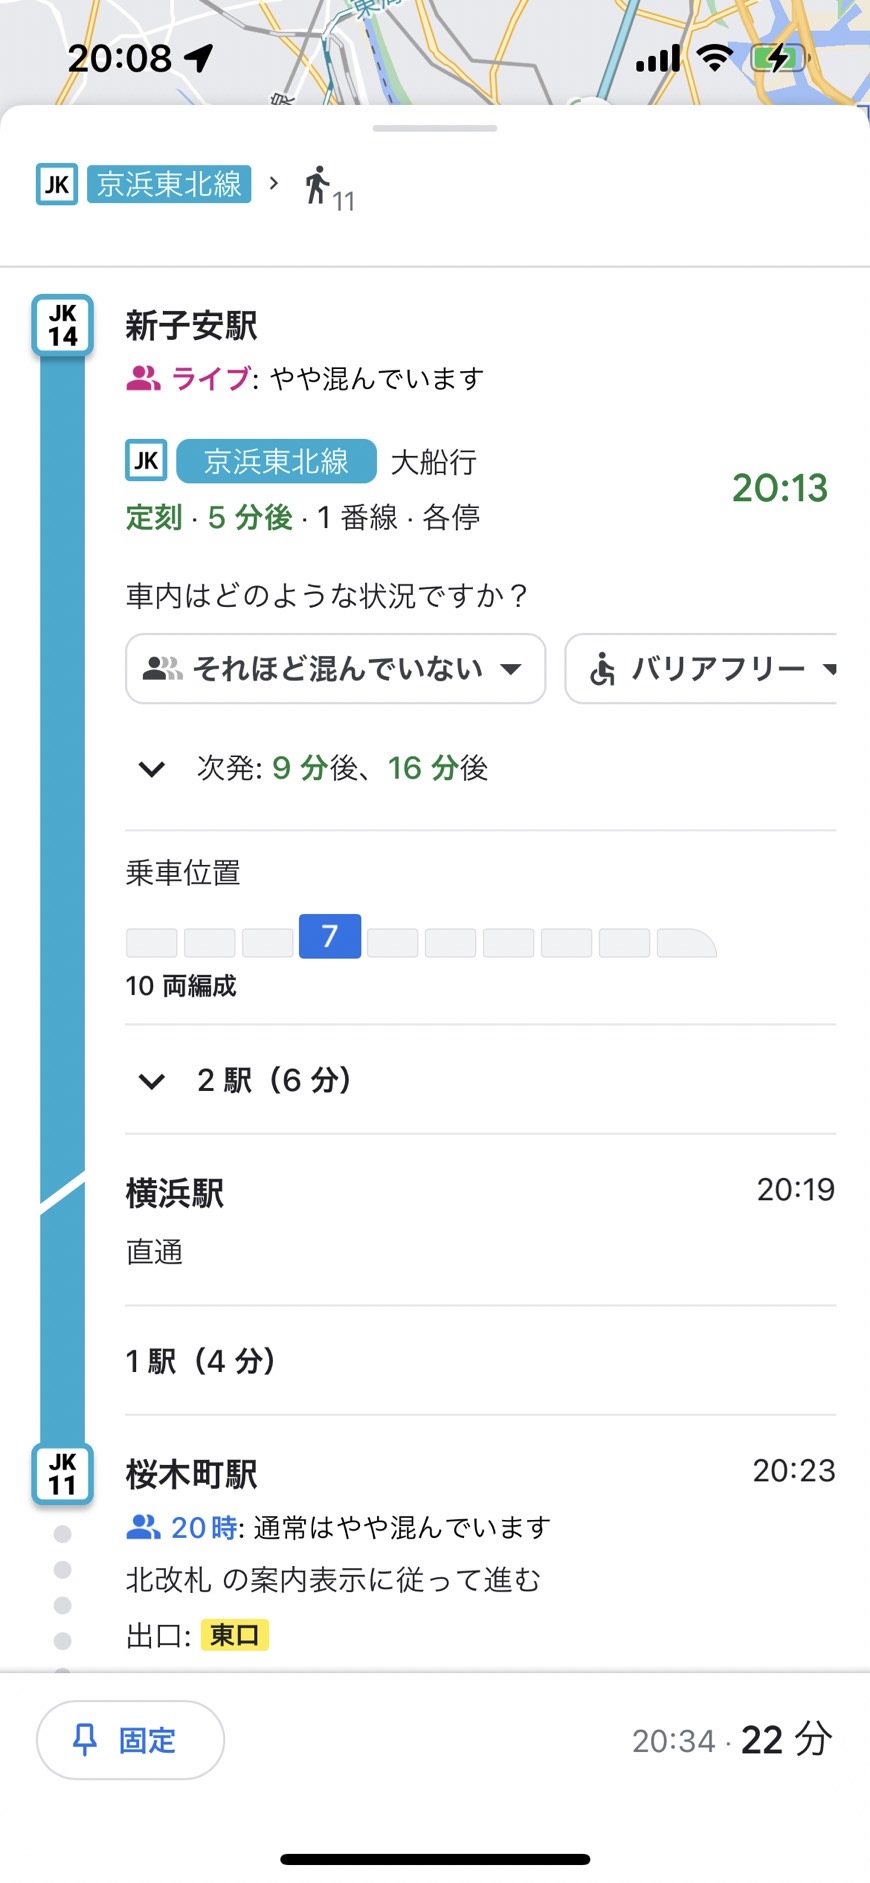 20:08
JK 京浜東北線 › 11
JK
14
新子安駅
ライブ: やや混んでいます
JK 京浜東北線 大船行
20:13
定刻 · 5 分後 · 1 番線 · 各停
車内はどのような状況ですか？
それほど混んでいない
バリアフリー
次発: 9 分後、16 分後
乗車位置
7
10 両編成
2 駅（6 分）
横浜駅 20:19
直通
1 駅（4 分）
JK
11
桜木町駅 20:23
20 時: 通常はやや混んでいます
北改札 の案内表示に従って進む
出口: 東口
固定
20:34 · 22 分